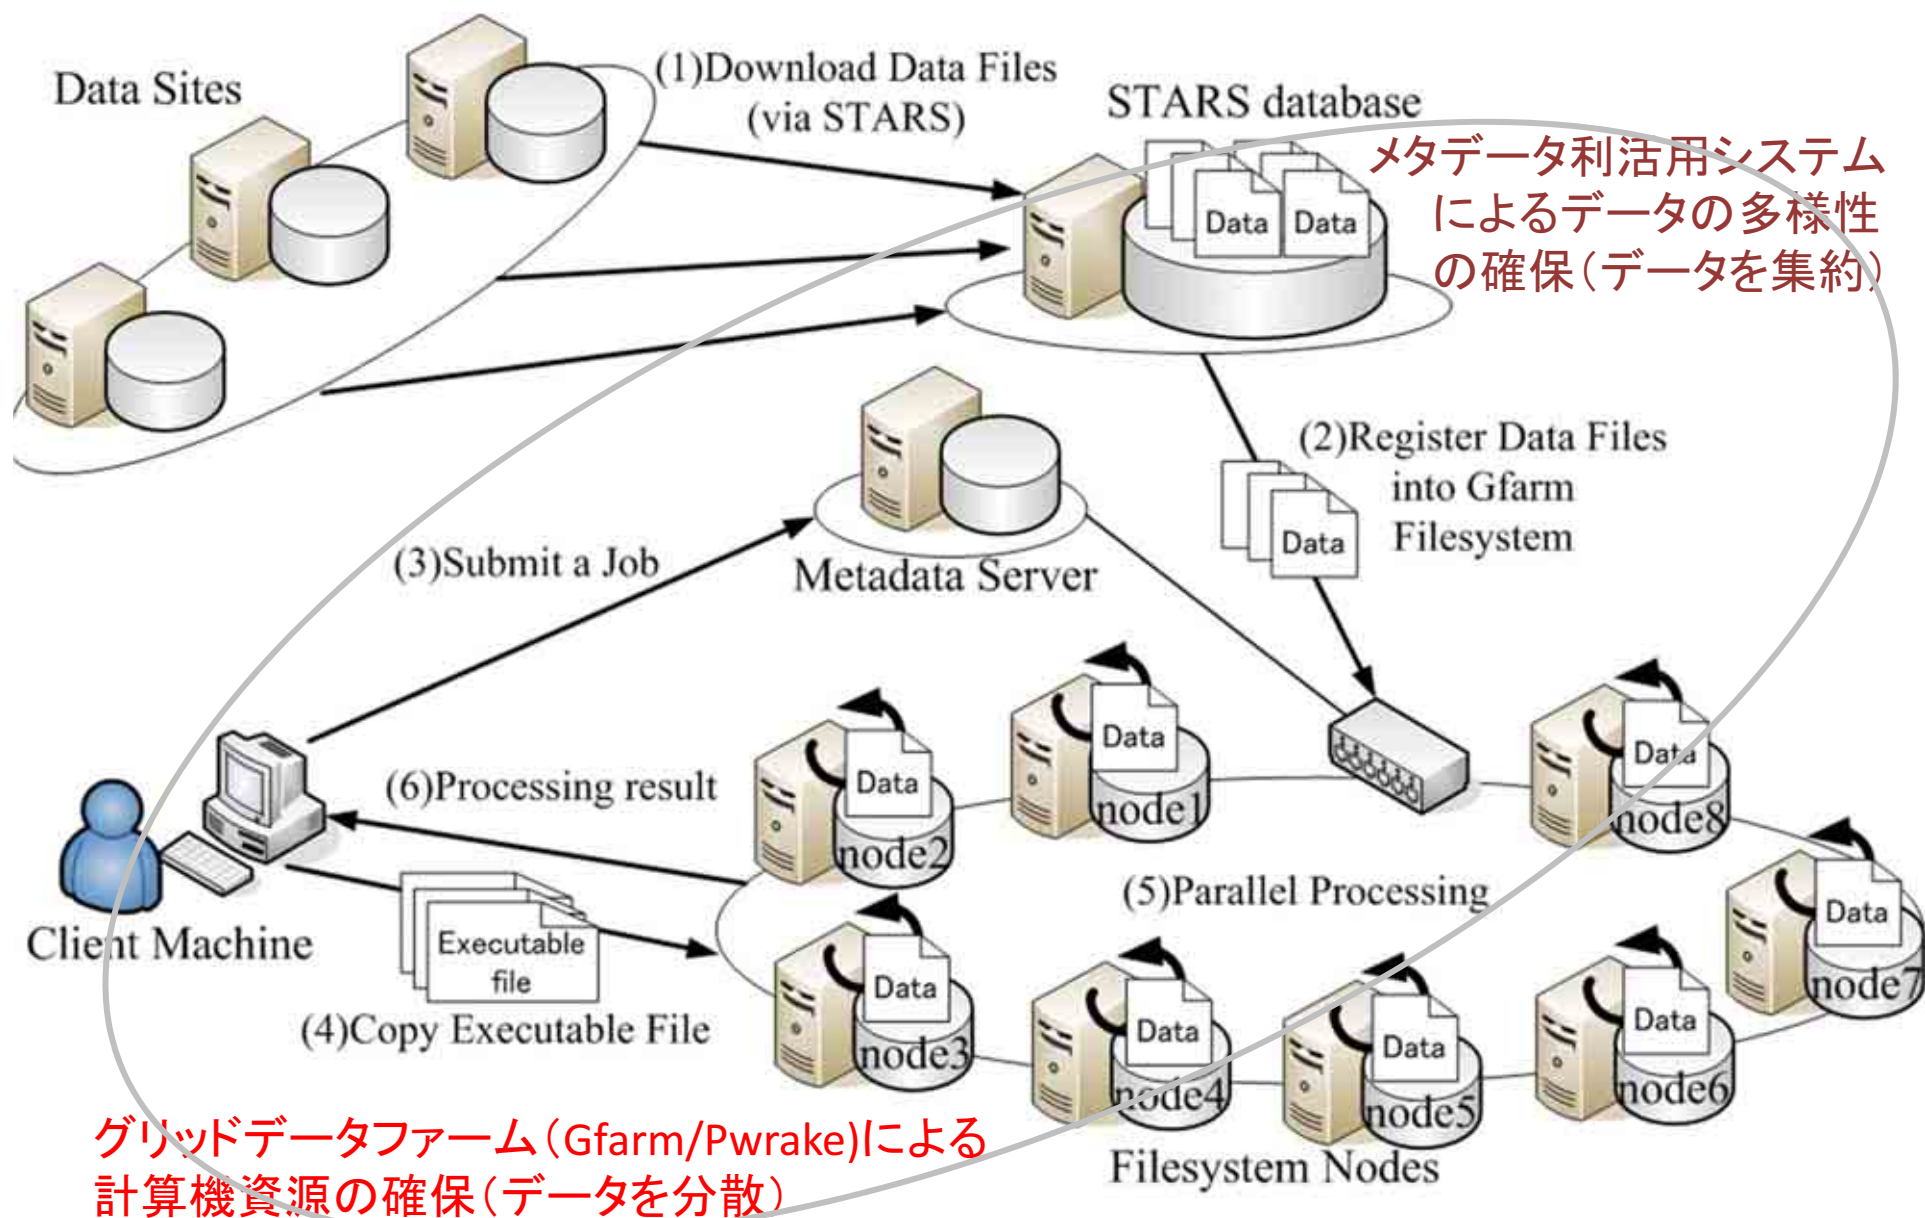 Data Sites
(1)Download Data Files
(via STARS)
STARS database
メタデータ利活用システム
によるデータの多様性
の確保(データを集約)
Data
Data
(2)Register Data Files
into Gfarm
Filesystem
Data
(3)Submit a Job
Metadata Server
Data
node1
Data
node2
Data
node8
(6)Processing result
(5)Parallel Processing
Data
node7
Client Machine
Executable
file
(4)Copy Executable File
Data
node3
Data
node4
Data
node5
Data
node6
Filesystem Nodes
グリッドデータファーム(Gfarm/Pwrake)による
計算機資源の確保(データを分散)